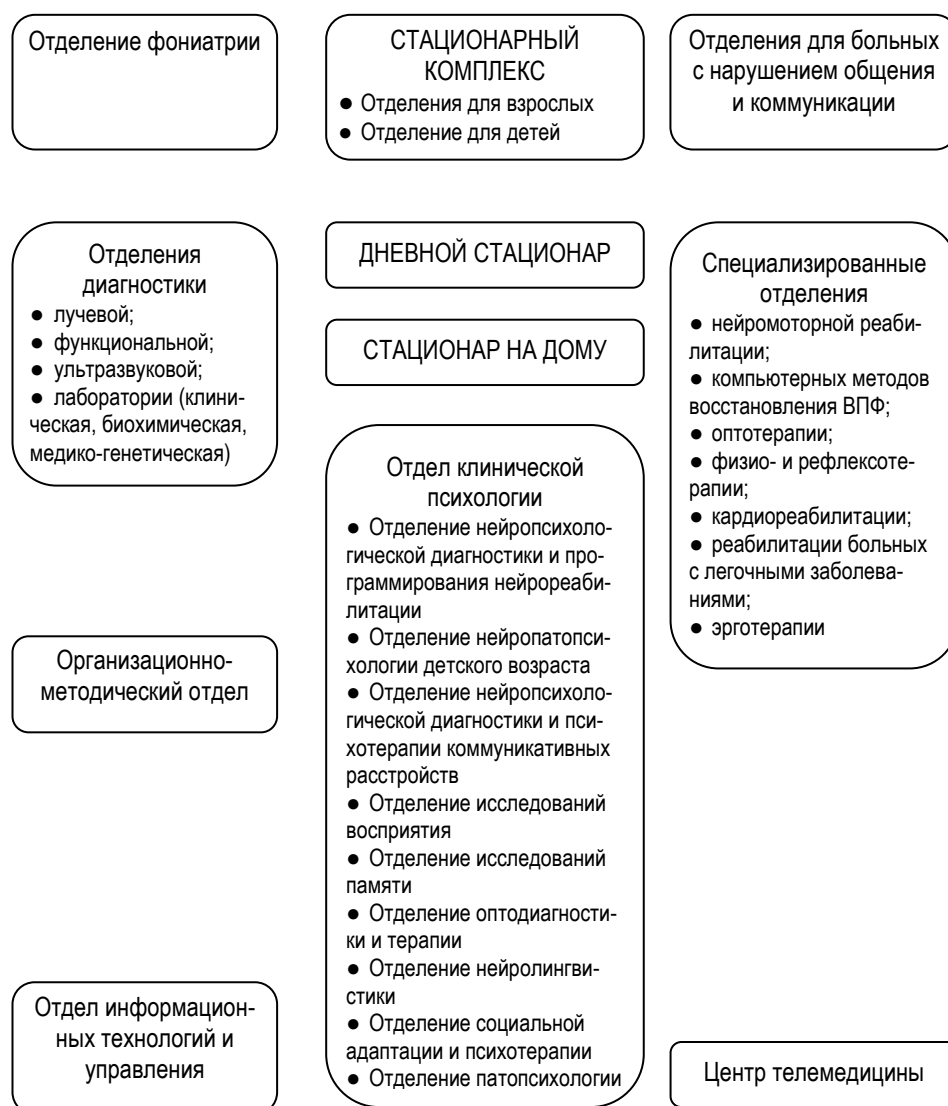 Отделение фониатрии
СТАЦИОНАРНЫЙ
КОМПЛЕКС
● Отделения для взрослых
● Отделение для детей
Отделения для больных
с нарушением общения
и коммуникации
Отделения
диагностики
● лучевой;
● функциональной;
● ультразвуковой;
● лаборатории (клини-
ческая, биохимическая,
медико-генетическая)
ДНЕВНОЙ СТАЦИОНАР
СТАЦИОНАР НА ДОМУ
Специализированные
отделения
● нейромоторной реаби-
литации;
● компьютерных методов
восстановления ВПФ;
● оптотерапии;
● физио- и рефлексоте-
рапии;
● кардиореабилитации;
● реабилитации больных
с легочными заболева-
ниями;
● эрготерапии
Отдел клинической
психологии
● Отделение нейропсихоло-
гической диагностики и про-
граммирования нейрореаби-
литации
● Отделение нейропатопси-
хологии детского возраста
● Отделение нейропсихоло-
гической диагностики и пси-
хотерапии коммуникативных
расстройств
● Отделение исследований
восприятия
● Отделение исследований
памяти
● Отделение оптодиагности-
ки и терапии
● Отделение нейролингви-
стики
● Отделение социальной
адаптации и психотерапии
● Отделение патопсихологии
Организационно-
методический отдел
Отдел информацион-
ных технологий и
управления
Центр телемедицины